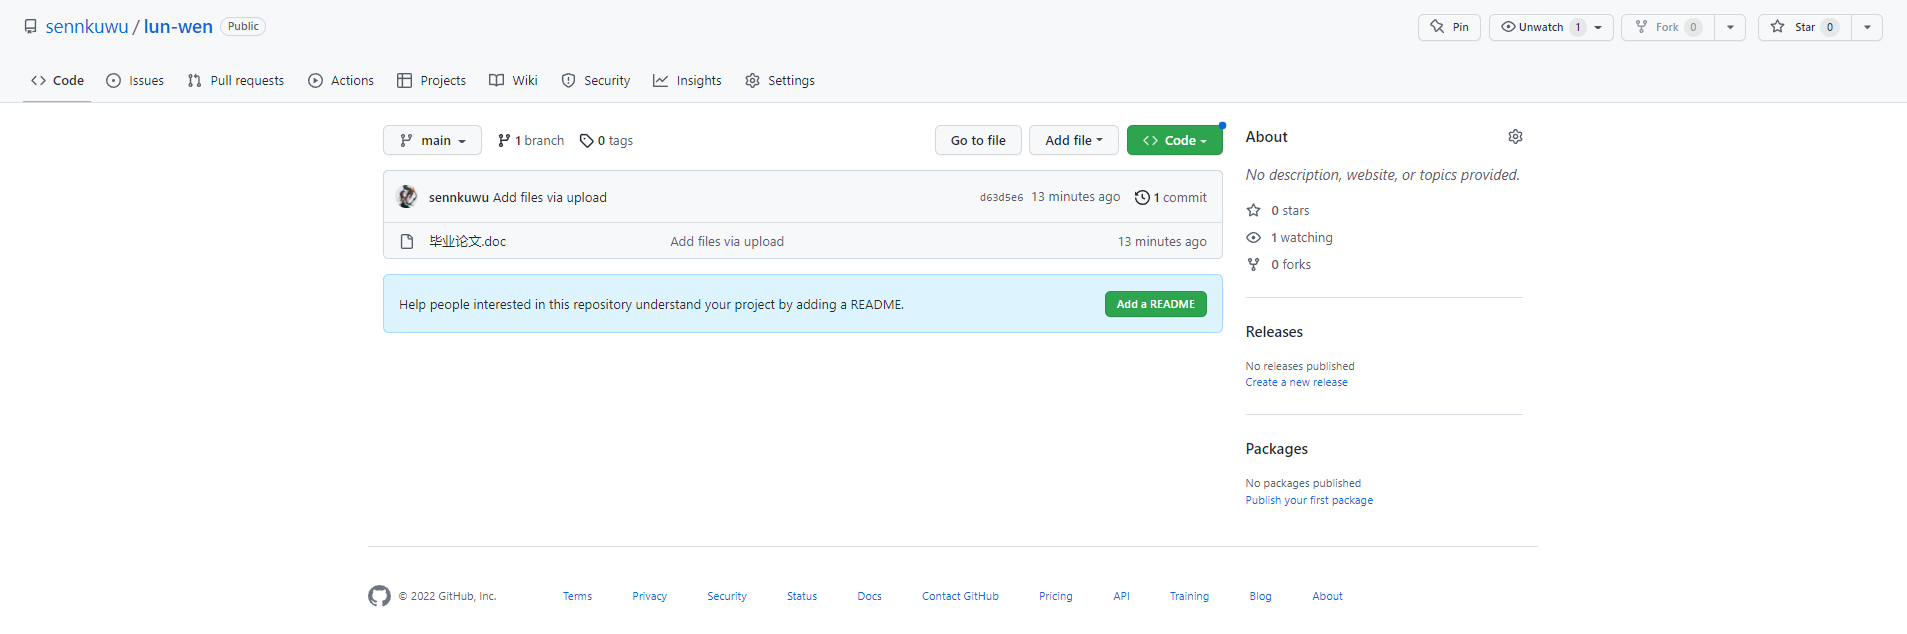 sennkuwu / lun-wen Public
Pin Unwatch 1 Fork 0 Star 0
Code Issues Pull requests Actions Projects Wiki Security Insights Settings
main 1 branch 0 tags Go to file Add file Code
sennkuwu Add files via upload d63d5e6 13 minutes ago 1 commit
毕业论文.doc Add files via upload 13 minutes ago
Help people interested in this repository understand your project by adding a README. Add a README
About
No description, website, or topics provided.
0 stars
1 watching
0 forks
Releases
No releases published
Create a new release
Packages
No packages published
Publish your first package
© 2022 GitHub, Inc. Terms Privacy Security Status Docs Contact GitHub Pricing API Training Blog About